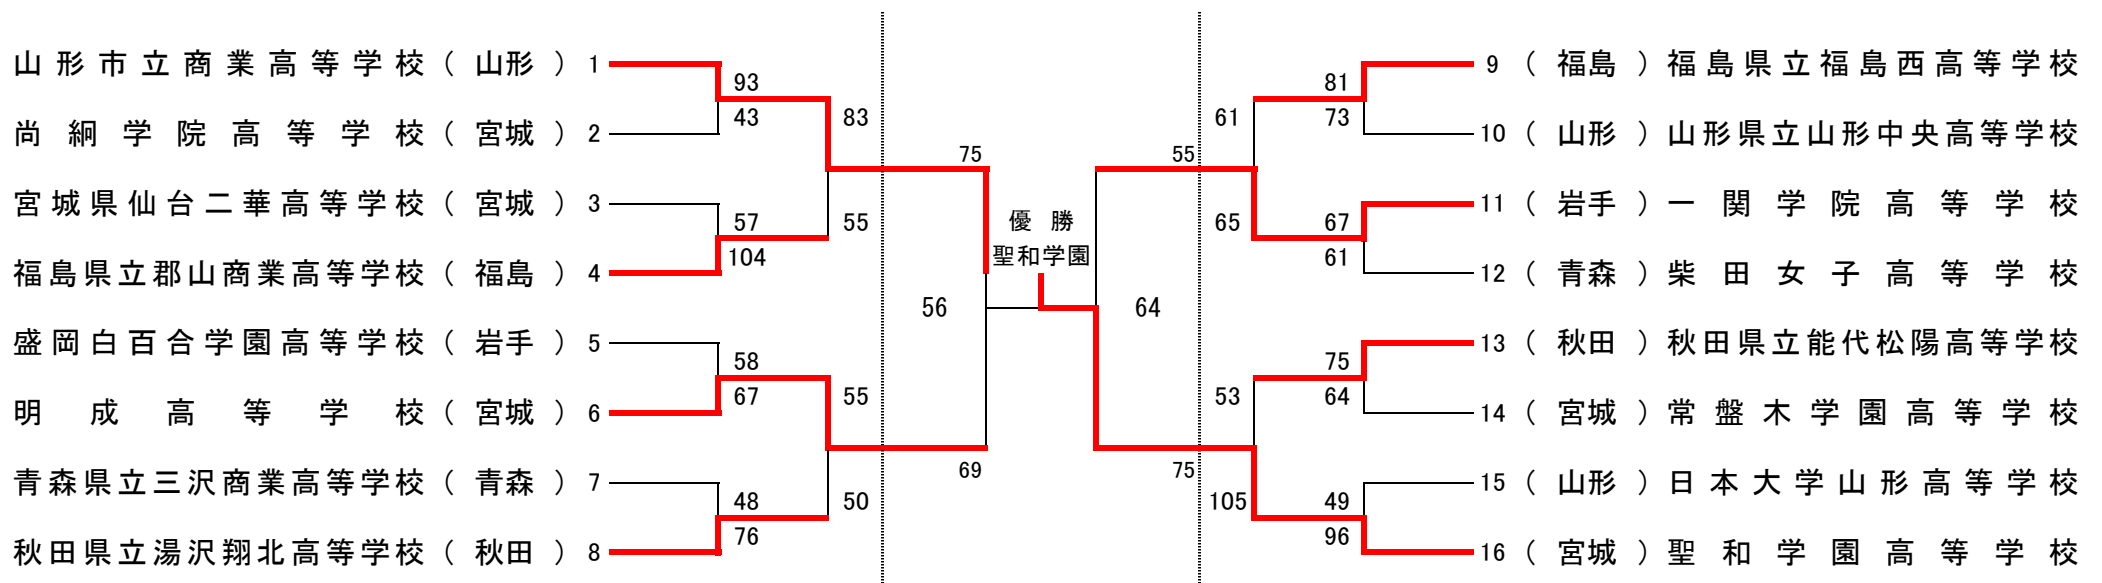 山形市立商業高等学校(山形)1
93
43
尚絅学院高等学校(宮城)2
83
宮城県仙台二華高等学校(宮城)3
57
104
55
福島県立郡山商業高等学校(福島)4
盛岡白百合学園高等学校(岩手)5
58
67
明成高等学校(宮城)6
55
青森県立三沢商業高等学校(青森)7
48
76
50
秋田県立湯沢翔北高等学校(秋田)8
75
69
56
優勝
聖和学園
64
55
75
9(福島)福島県立福島西高等学校
81
73
10(山形)山形県立山形中央高等学校
61
11(岩手)一関学院高等学校
67
61
65
12(青森)柴田女子高等学校
13(秋田)秋田県立能代松陽高等学校
75
64
14(宮城)常盤木学園高等学校
53
15(山形)日本大学山形高等学校
49
96
105
16(宮城)聖和学園高等学校